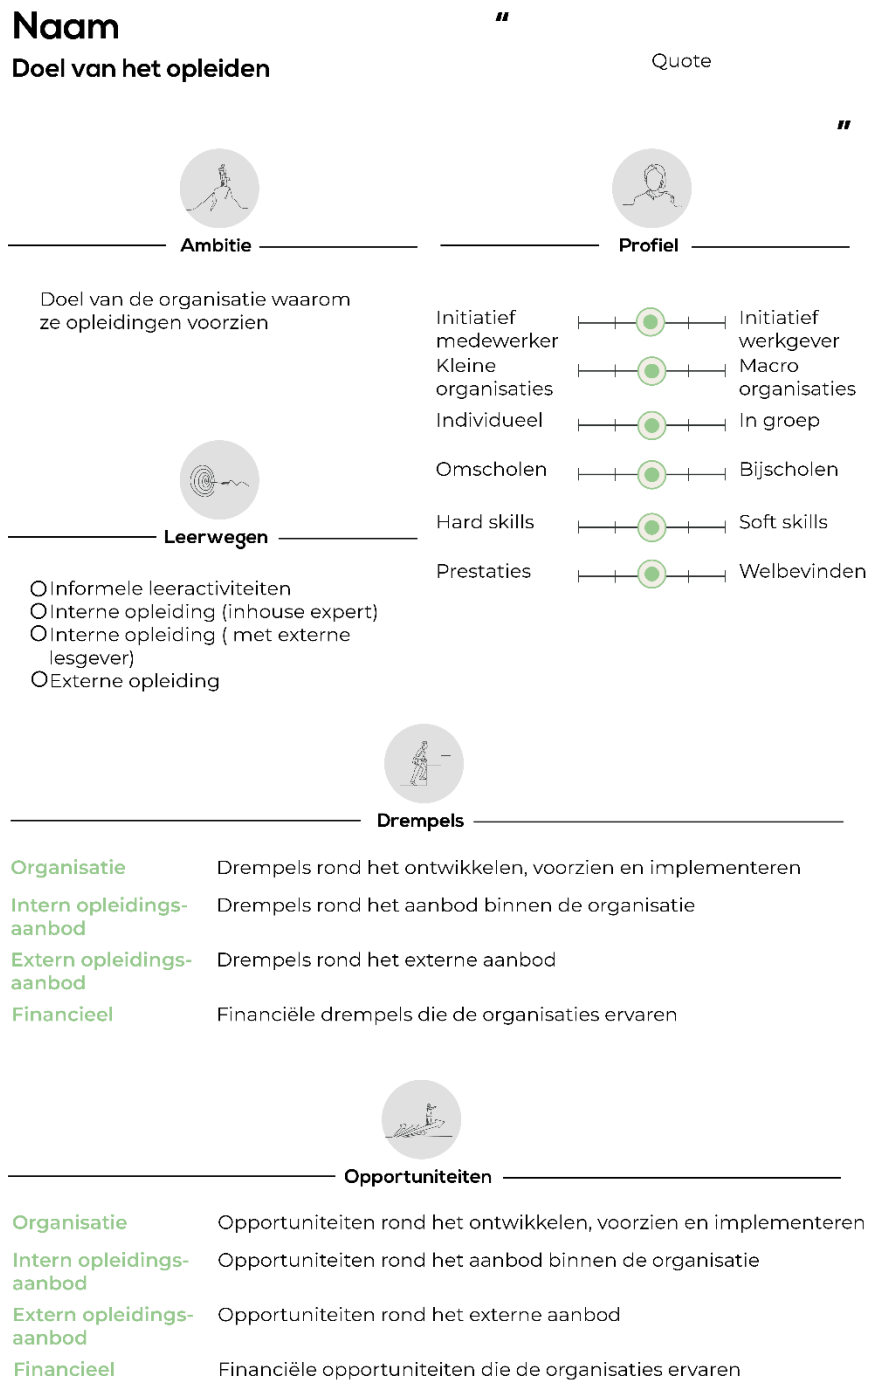 Naam
Doel van het opleiden
"
Quote
"
Ambitie
Doel van de organisatie waarom
ze opleidingen voorzien
Leerwegen
Informele leeractiviteiten
Interne opleiding (inhouse expert)
Interne opleiding ( met externe
lesgever)
Externe opleiding
Profiel
Initiatief
medewerker
Initiatief
werkgever
Kleine
organisaties
Macro
organisaties
Individueel
In groep
Omscholen
Bijscholen
Hard skills
Soft skills
Prestaties
Welbevinden
Drempels
Organisatie
Drempels rond het ontwikkelen, voorzien en implementeren
Intern opleidings-
aanbod
Drempels rond het aanbod binnen de organisatie
Extern opleidings-
aanbod
Drempels rond het externe aanbod
Financieel
Financiële drempels die de organisaties ervaren
Opportuniteiten
Organisatie
Opportuniteiten rond het ontwikkelen, voorzien en implementeren
Intern opleidings-
aanbod
Opportuniteiten rond het aanbod binnen de organisatie
Extern opleidings-
aanbod
Opportuniteiten rond het externe aanbod
Financieel
Financiële opportuniteiten die de organisaties ervaren